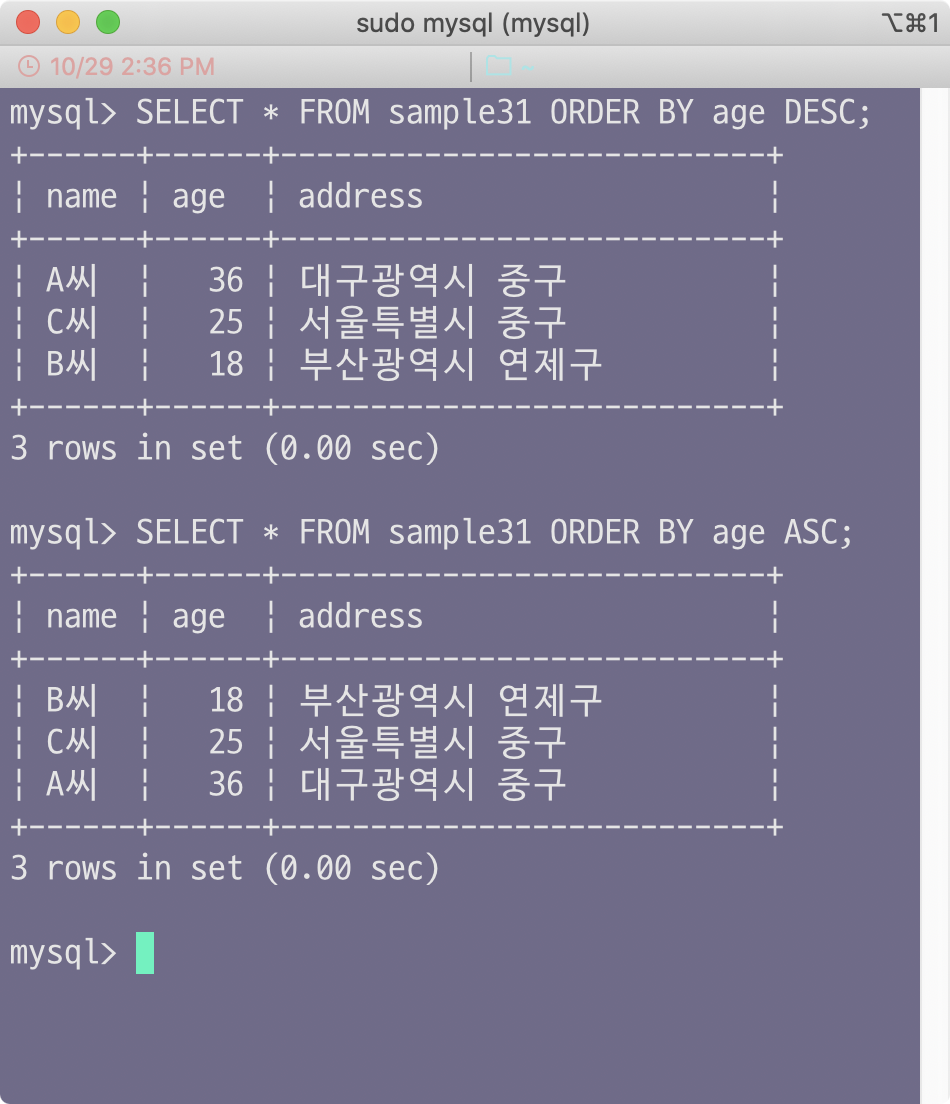 sudo mysql (mysql) ⌥⌘1
10/29 2:36 PM ~
mysql> SELECT * FROM sample31 ORDER BY age DESC;
+------+------+---------------------------+
| name | age  | address                   |
+------+------+---------------------------+
| A씨  |   36 | 대구광역시 중구           |
| C씨  |   25 | 서울특별시 중구           |
| B씨  |   18 | 부산광역시 연제구         |
+------+------+---------------------------+
3 rows in set (0.00 sec)
mysql> SELECT * FROM sample31 ORDER BY age ASC;
+------+------+---------------------------+
| name | age  | address                   |
+------+------+---------------------------+
| B씨  |   18 | 부산광역시 연제구         |
| C씨  |   25 | 서울특별시 중구           |
| A씨  |   36 | 대구광역시 중구           |
+------+------+---------------------------+
3 rows in set (0.00 sec)
mysql>